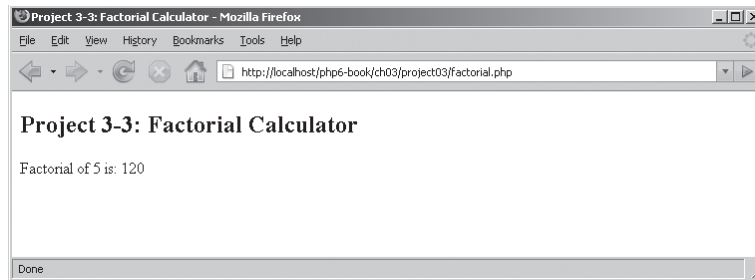 Project 3-3: Factorial Calculator - Mozilla Firefox
File Edit View History Bookmarks Tools Help
http://localhost/php6-book/ch03/project03/factorial.php
Project 3-3: Factorial Calculator
Factorial of 5 is: 120
Done